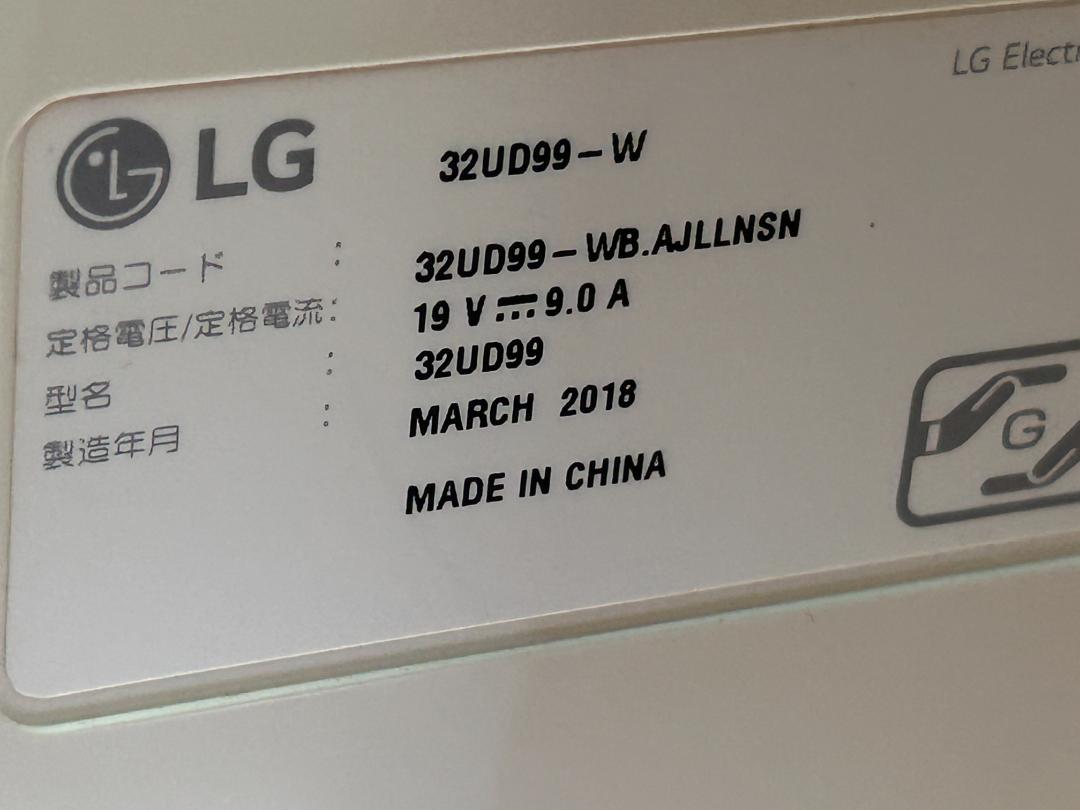 LG Electr
LG
32UD99-W
製品コード : 32UD99-WB.AJLLNSN
定格電圧/定格電流 : 19 V ⎓ 9.0 A
型名 : 32UD99
製造年月 : MARCH 2018
MADE IN CHINA
G